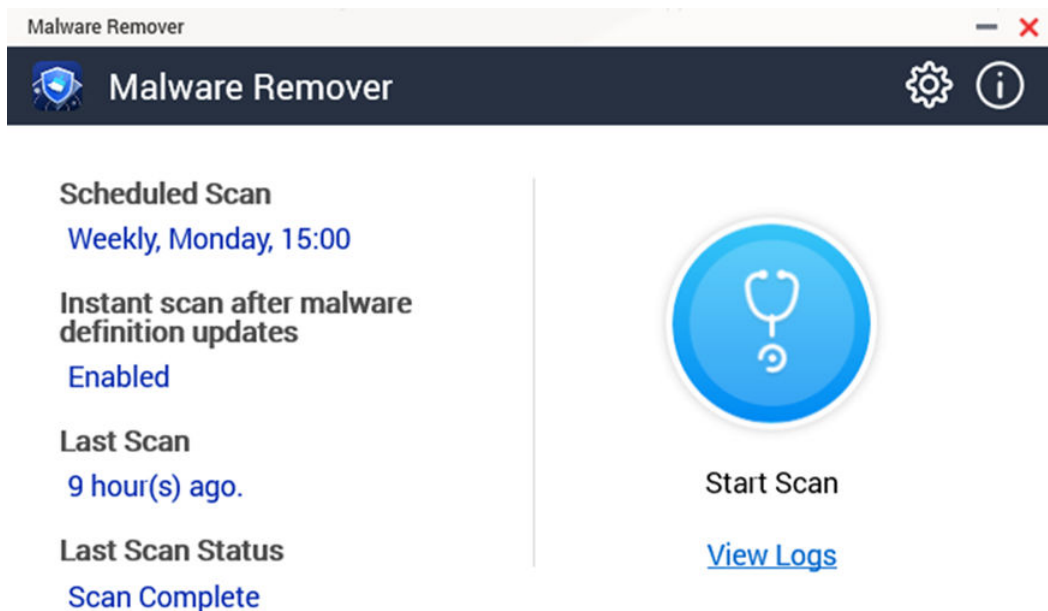 Malware Remover
Malware Remover
Scheduled Scan
Weekly, Monday, 15:00
Instant scan after malware
definition updates
Enabled
Last Scan
9 hour(s) ago.
Last Scan Status
Scan Complete
Start Scan
View Logs